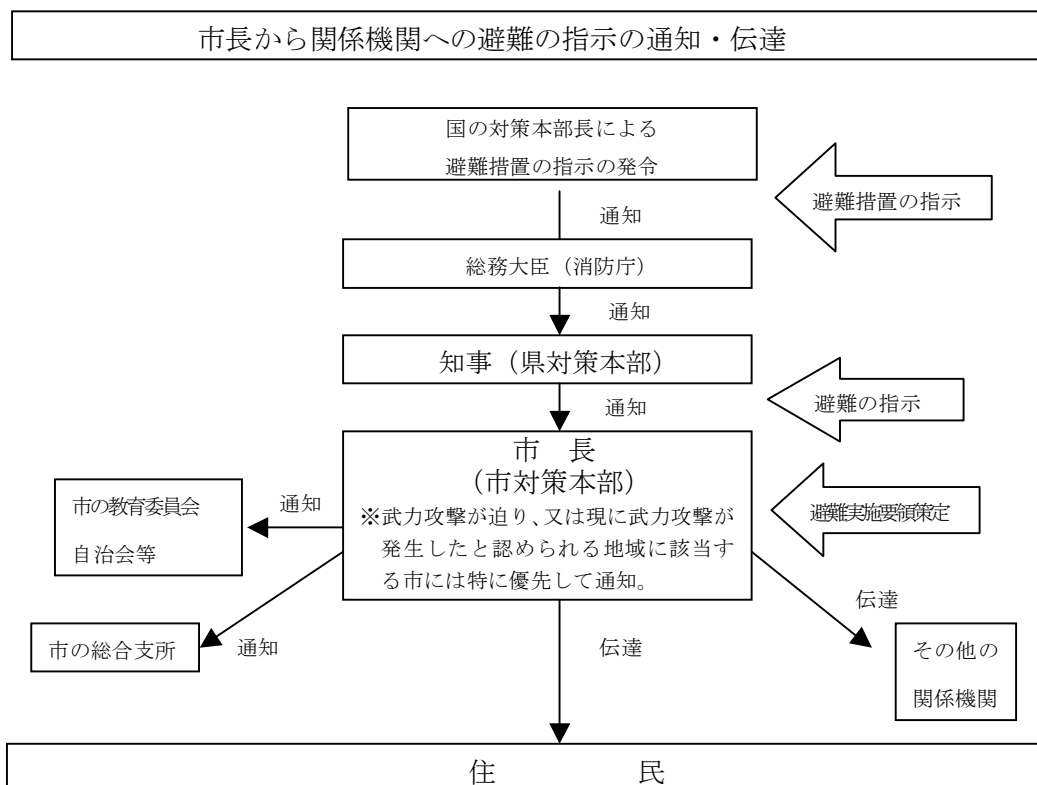 市長から関係機関への避難の指示の通知・伝達
国の対策本部長による
避難措置の指示の発令
避難措置の指示
通知
総務大臣（消防庁）
通知
知事（県対策本部）
避難の指示
通知
市　長
（市対策本部）
※武力攻撃が迫り、又は現に武力攻撃が
発生したと認められる地域に該当す
る市には特に優先して通知。
避難実施要領策定
市の教育委員会
自治会等
通知
市の総合支所
通知
伝達
伝達
その他の
関係機関
住　　　　民